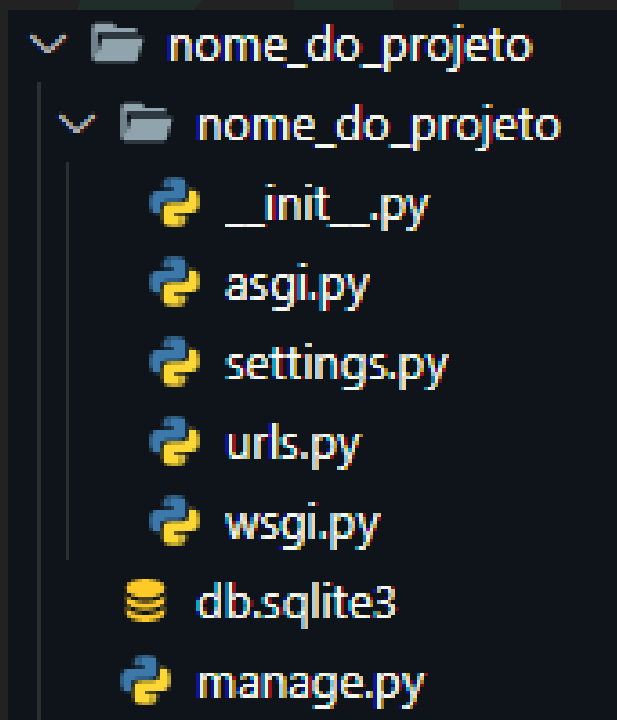 nome_do_projeto
nome_do_projeto
__init__.py
asgi.py
settings.py
urls.py
wsgi.py
db.sqlite3
manage.py